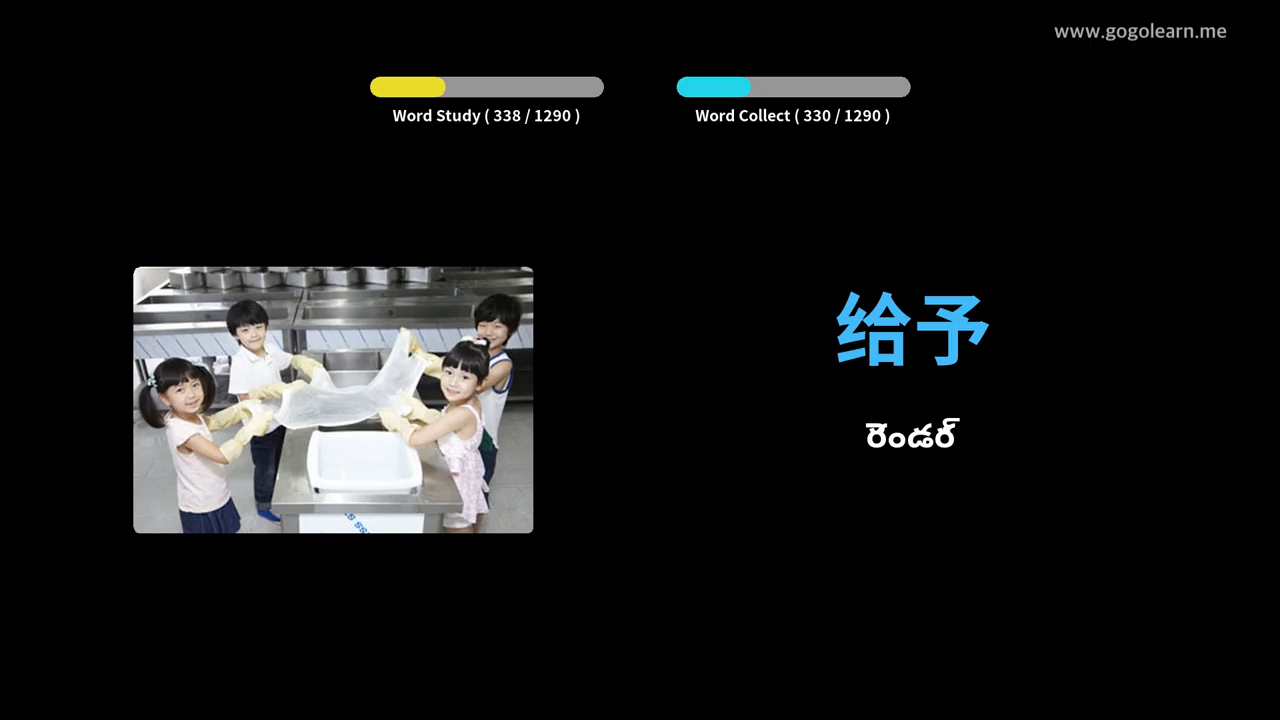 www.gogolearn.me
Word Study ( 338 / 1290 )
Word Collect ( 330 / 1290 )
给予
రెండర్